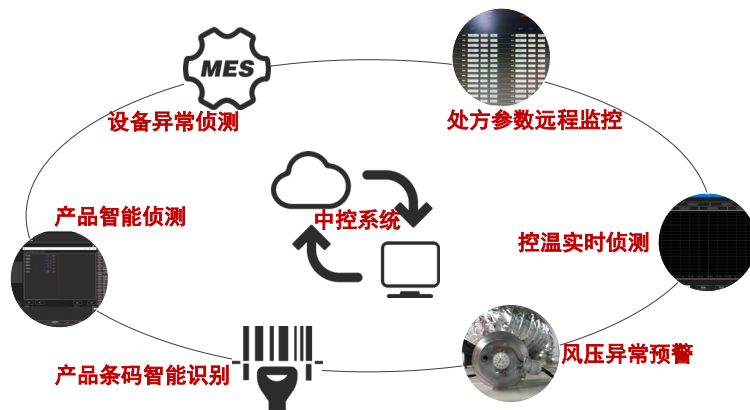 MES
设备异常侦测
处方参数远程监控
产品智能侦测
中控系统
控温实时侦测
风压异常预警
产品条码智能识别